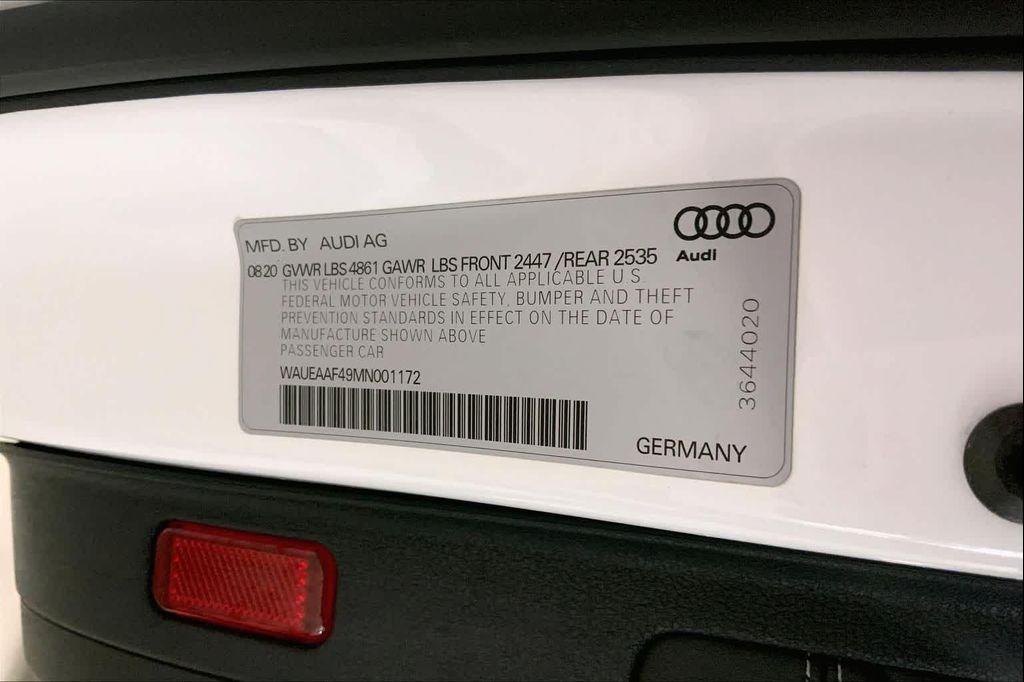 MFD. BY AUDI AG
Audi
08 20 GVWR LBS 4861 GAWR LBS FRONT 2447 /REAR 2535
THIS VEHICLE CONFORMS TO ALL APPLICABLE U.S.
FEDERAL MOTOR VEHICLE SAFETY, BUMPER AND THEFT
PREVENTION STANDARDS IN EFFECT ON THE DATE OF
MANUFACTURE SHOWN ABOVE
PASSENGER CAR
WAUEAAF49MN001172
3644020
GERMANY